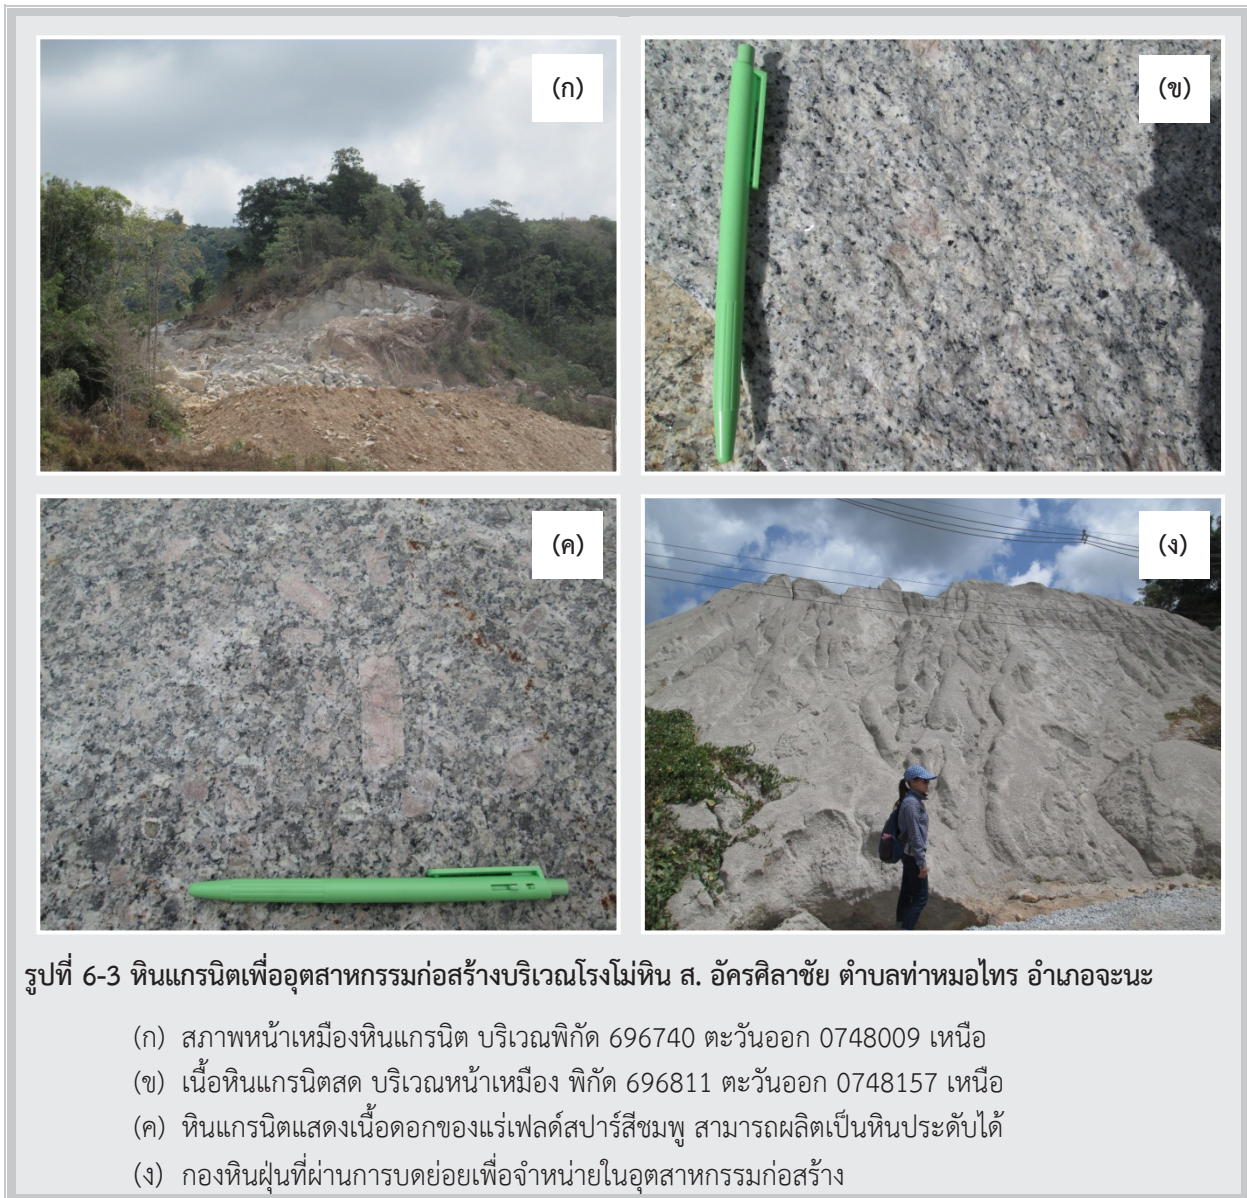 (ก)
(ข)
(ค)
(ง)
รูปที่ 6-3 หินแกรนิตเพื่ออุตสาหกรรมก่อสร้างบริเวณโรงโม่หิน ส. อัครศิลาชัย ตำบลท่าหมอไทร อำเภอจะนะ
(ก) สภาพหน้าเหมืองหินแกรนิต บริเวณพิกัด 696740 ตะวันออก 0748009 เหนือ
(ข) เนื้อหินแกรนิตสด บริเวณหน้าเหมือง พิกัด 696811 ตะวันออก 0748157 เหนือ
(ค) หินแกรนิตแสดงเนื้อดอกของแร่เฟลด์สปาร์สีชมพู สามารถผลิตเป็นหินประดับได้
(ง) กองหินฝุ่นที่ผ่านการบดย่อยเพื่อจำหน่ายในอุตสาหกรรมก่อสร้าง